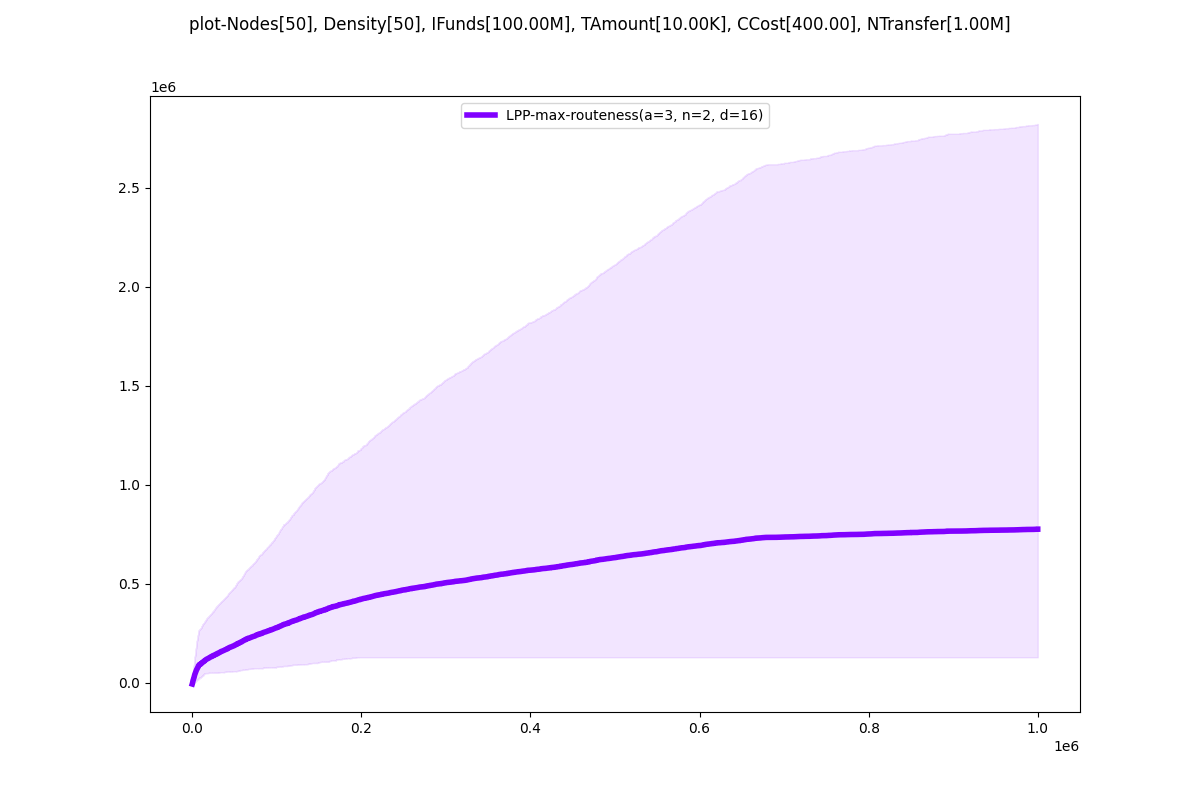 plot-Nodes[50], Density[50], IFunds[100.00M], TAmount[10.00K], CCost[400.00], NTransfer[1.00M]
1e6
LPP-max-routeness(a=3, n=2, d=16)
2.5
2.0
1.5
1.0
0.5
0.0
0.0 0.2 0.4 0.6 0.8 1.0
1e6